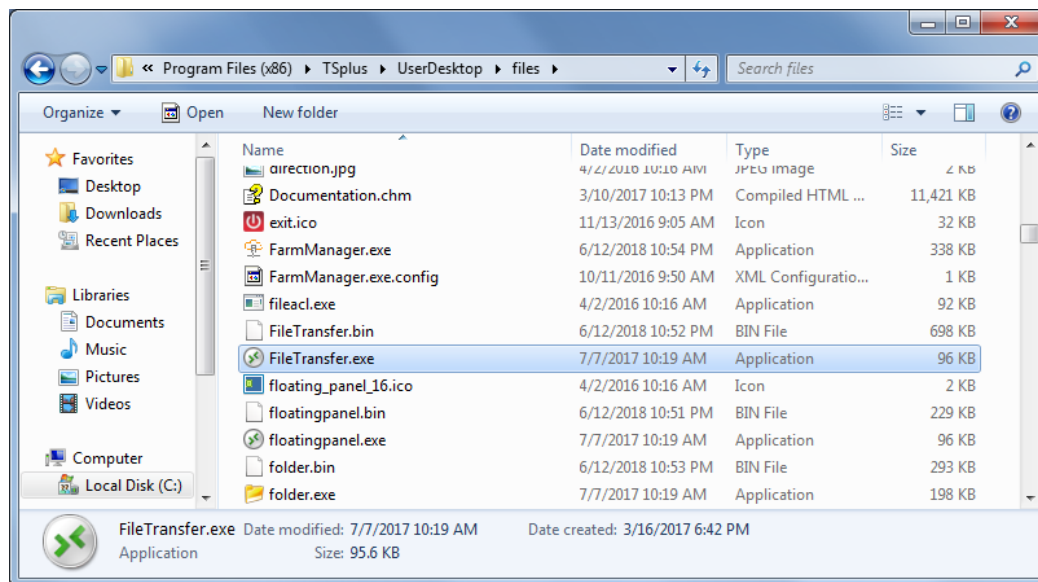 « Program Files (x86) ▸ TSplus ▸ UserDesktop ▸ files ▸ Search files
Organize ▾ Open New folder
Favorites
Desktop
Downloads
Recent Places
Libraries
Documents
Music
Pictures
Videos
Computer
Local Disk (C:)
Name Date modified Type Size
direction.jpg 4/2/2016 10:16 AM JPEG image 2 KB
Documentation.chm 3/10/2017 10:13 PM Compiled HTML ... 11,421 KB
exit.ico 11/13/2016 9:05 AM Icon 32 KB
FarmManager.exe 6/12/2018 10:54 PM Application 338 KB
FarmManager.exe.config 10/11/2016 9:50 AM XML Configuratio... 1 KB
fileacl.exe 4/2/2016 10:16 AM Application 92 KB
FileTransfer.bin 6/12/2018 10:52 PM BIN File 698 KB
FileTransfer.exe 7/7/2017 10:19 AM Application 96 KB
floating_panel_16.ico 4/2/2016 10:16 AM Icon 2 KB
floatingpanel.bin 6/12/2018 10:51 PM BIN File 229 KB
floatingpanel.exe 7/7/2017 10:19 AM Application 96 KB
folder.bin 6/12/2018 10:53 PM BIN File 293 KB
folder.exe 7/7/2017 10:19 AM Application 198 KB
FileTransfer.exe Date modified: 7/7/2017 10:19 AM Date created: 3/16/2017 6:42 PM
Application Size: 95.6 KB